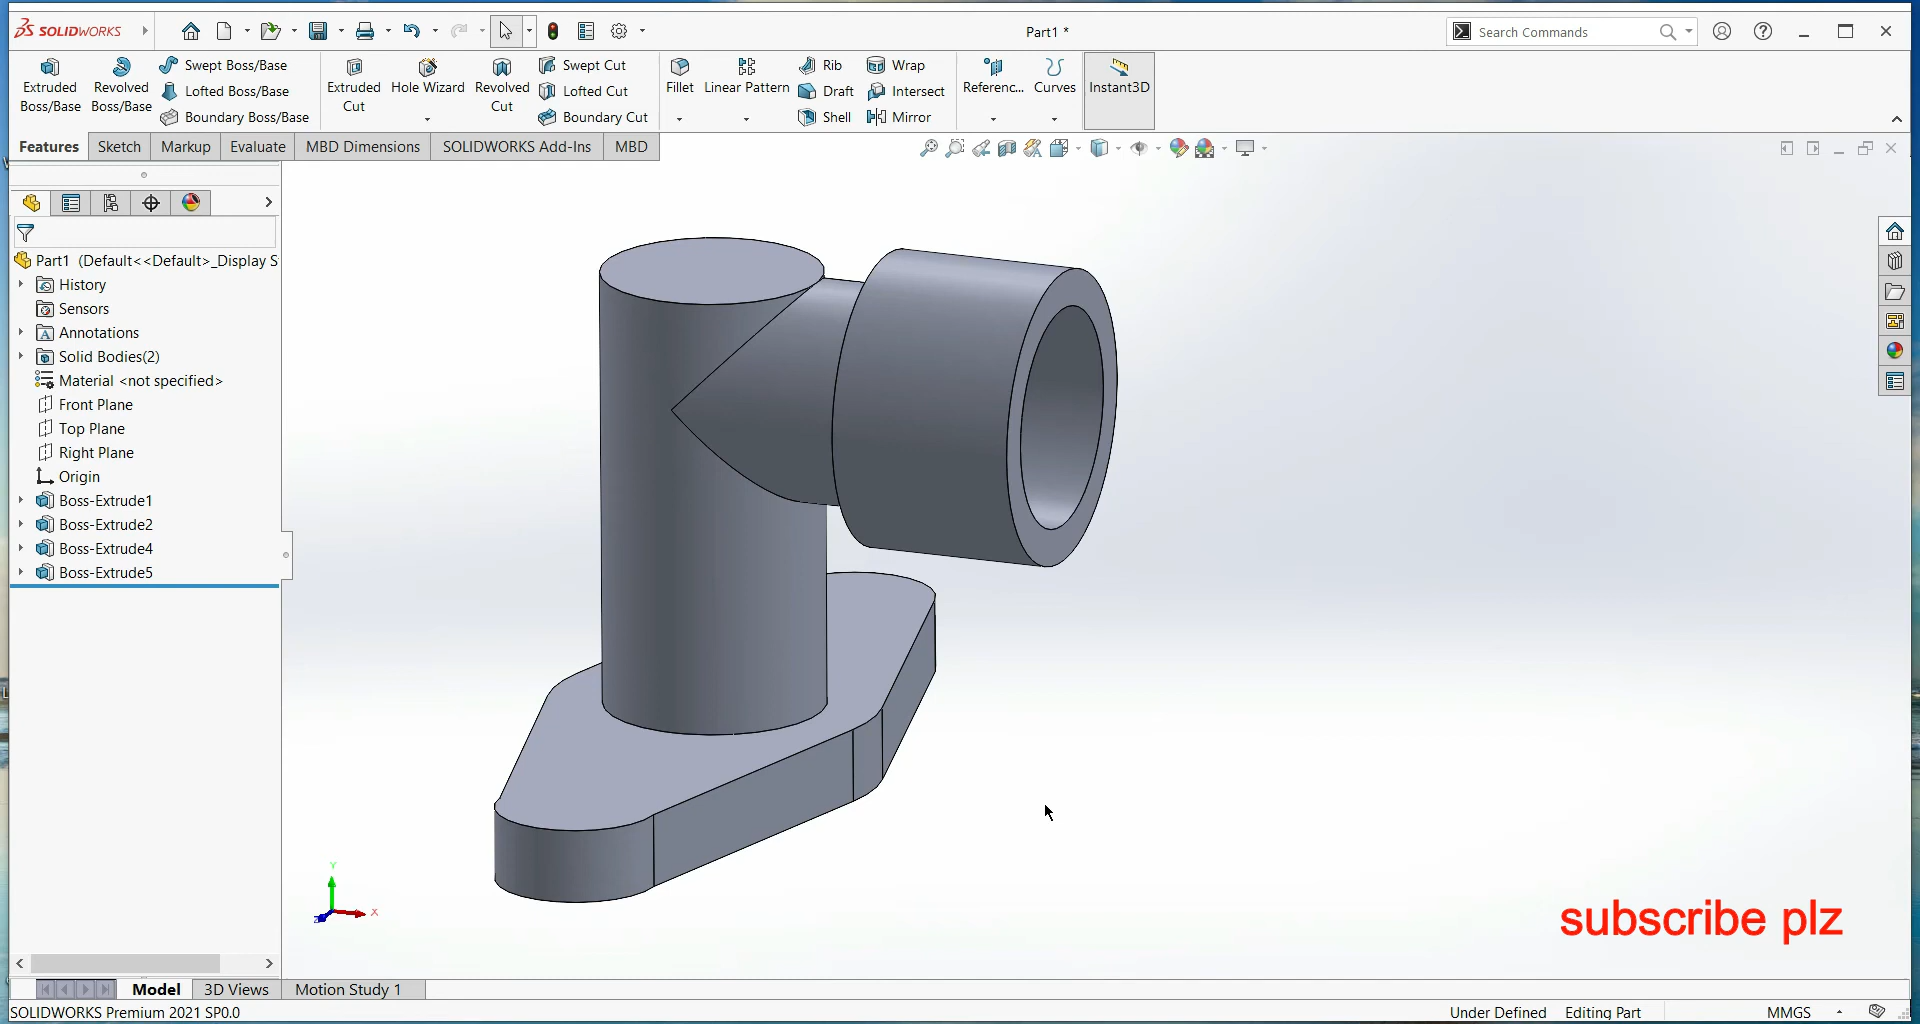 SOLIDWORKS
Part1 *
Search Commands
Extruded Boss/Base
Revolved Boss/Base
Swept Boss/Base
Lofted Boss/Base
Boundary Boss/Base
Extruded Cut
Hole Wizard
Revolved Cut
Swept Cut
Lofted Cut
Boundary Cut
Fillet
Linear Pattern
Rib
Draft
Shell
Wrap
Intersect
Mirror
Referenc...
Curves
Instant3D
Features
Sketch
Markup
Evaluate
MBD Dimensions
SOLIDWORKS Add-Ins
MBD
Part1 (Default<<Default>_Display S
History
Sensors
Annotations
Solid Bodies(2)
Material <not specified>
Front Plane
Top Plane
Right Plane
Origin
Boss-Extrude1
Boss-Extrude2
Boss-Extrude4
Boss-Extrude5
Y
X
Z
subscribe plz
Model
3D Views
Motion Study 1
SOLIDWORKS Premium 2021 SP0.0
Under Defined
Editing Part
MMGS